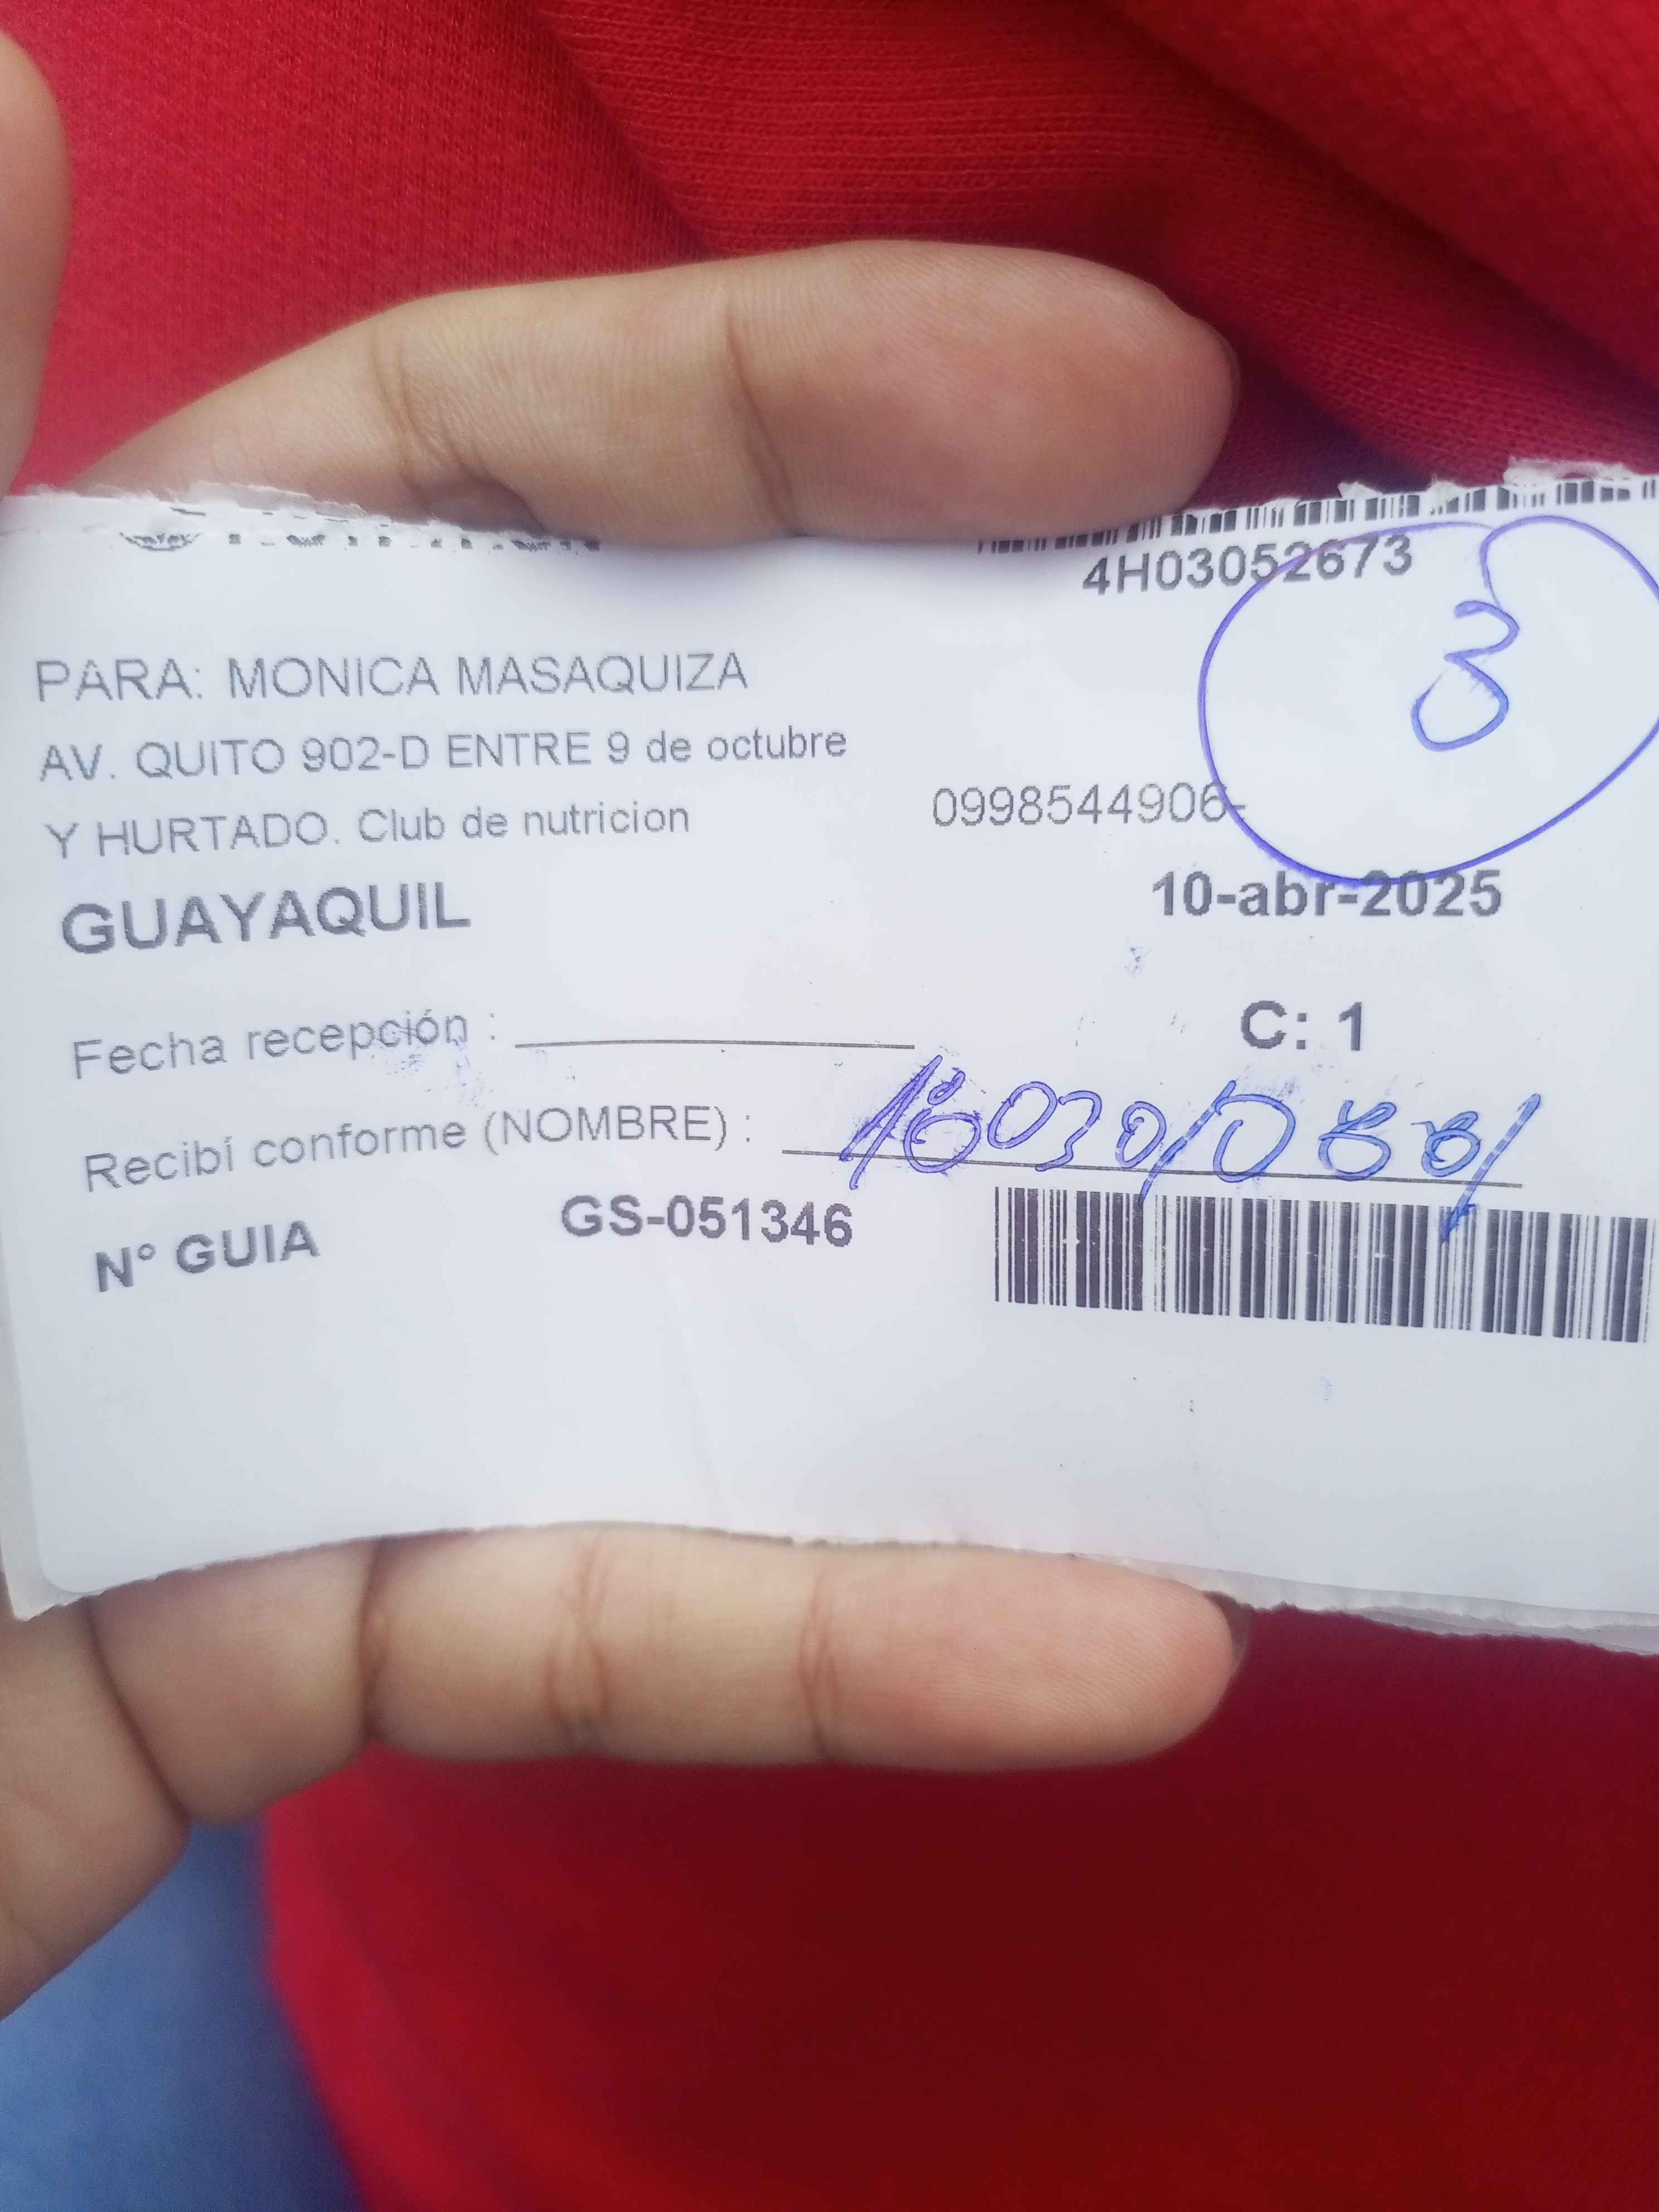 4H03052673
3
PARA: MONICA MASAQUIZA
AV. QUITO 902-D ENTRE 9 de octubre
Y HURTADO. Club de nutricion 0998544906-
GUAYAQUIL 10-abr-2025
C: 1
Fecha recepción :
Recibí conforme (NOMBRE) :
N° GUIA GS-051346